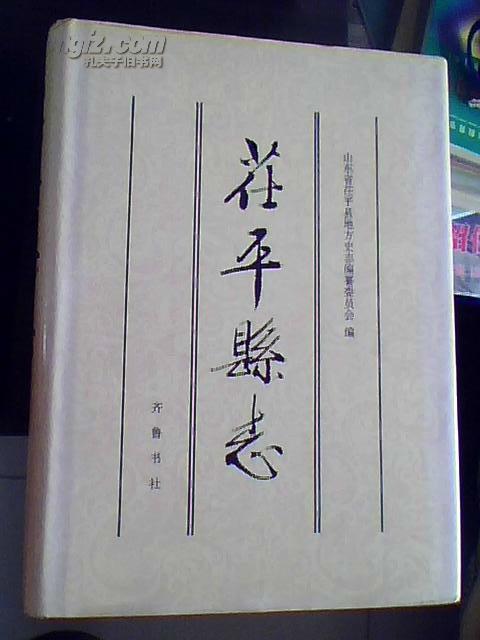 giz.com
孔夫子旧书网
山东省茌平县地方史志编纂委员会 编
茌平縣志
齐鲁书社